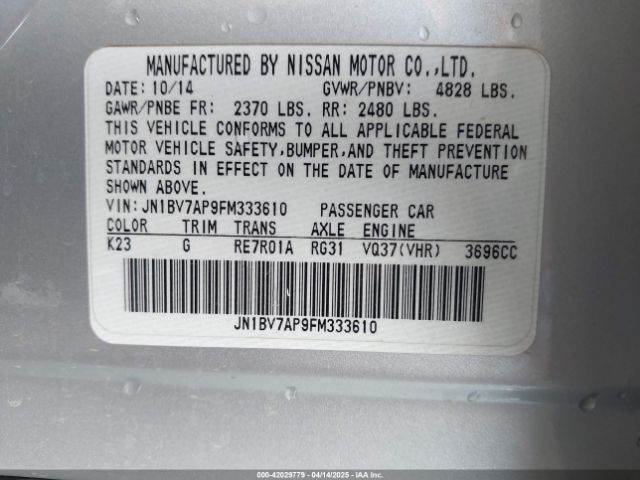 MANUFACTURED BY NISSAN MOTOR CO.,LTD.
DATE: 10/14 GVWR/PNBV: 4828 LBS.
GAWR/PNBE FR: 2370 LBS. RR: 2480 LBS.
THIS VEHICLE CONFORMS TO ALL APPLICABLE FEDERAL
MOTOR VEHICLE SAFETY,BUMPER,AND THEFT PREVENTION
STANDARDS IN EFFECT ON THE DATE OF MANUFACTURE
SHOWN ABOVE.
VIN:JN1BV7AP9FM333610 PASSENGER CAR
COLOR TRIM TRANS AXLE ENGINE
K23 G RE7R01A RG31 VQ37(VHR) 3696CC
JN1BV7AP9FM333610
000-42029779 - 04/14/2025 - IAA Corp.